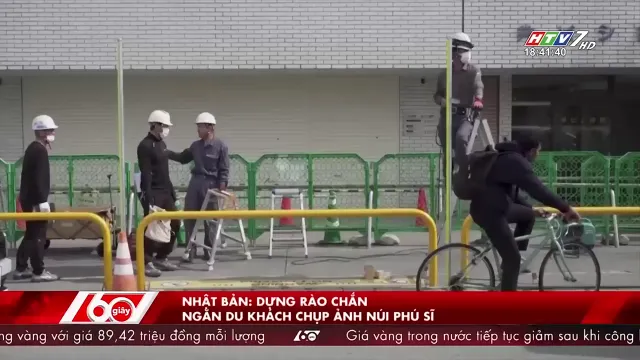 HTV7 HD
18:41:40
60 giây
NHẬT BẢN: DỰNG RÀO CHẮN
NGĂN DU KHÁCH CHỤP ẢNH NÚI PHÚ SĨ
ng vàng với giá 89,42 triệu đồng mỗi lượng 60 giây Giá vàng trong nước tiếp tục giảm sau khi công